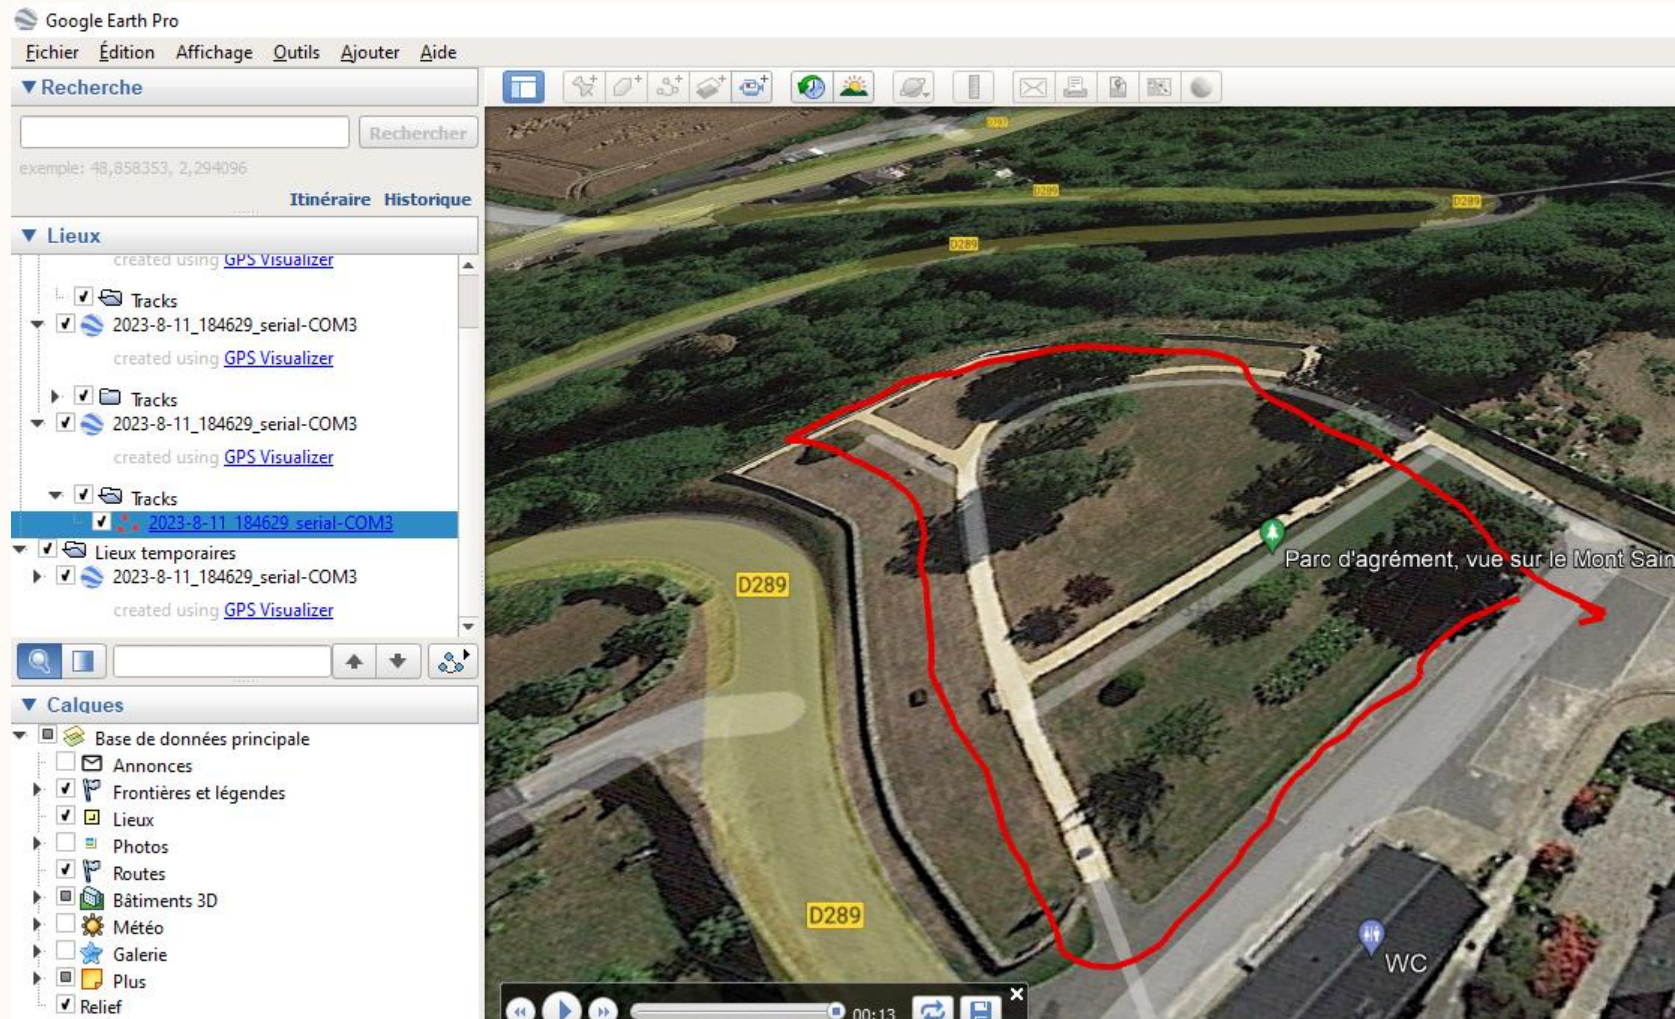 Google Earth Pro
Fichier Édition Affichage Outils Ajouter Aide
Recherche
Rechercher
exemple: 48,858353, 2,294096
Itinéraire Historique
Lieux
created using GPS Visualizer
Tracks
2023-8-11_184629_serial-COM3
created using GPS Visualizer
Tracks
2023-8-11_184629_serial-COM3
created using GPS Visualizer
Tracks
2023-8-11_184629_serial-COM3
Lieux temporaires
2023-8-11_184629_serial-COM3
created using GPS Visualizer
Calques
Base de données principale
Annonces
Frontières et légendes
Lieux
Photos
Routes
Bâtiments 3D
Météo
Galerie
Plus
Relief
D289
D289
D289
Parc d'agrément, vue sur le Mont Sain
D289
D289
WC
00:13